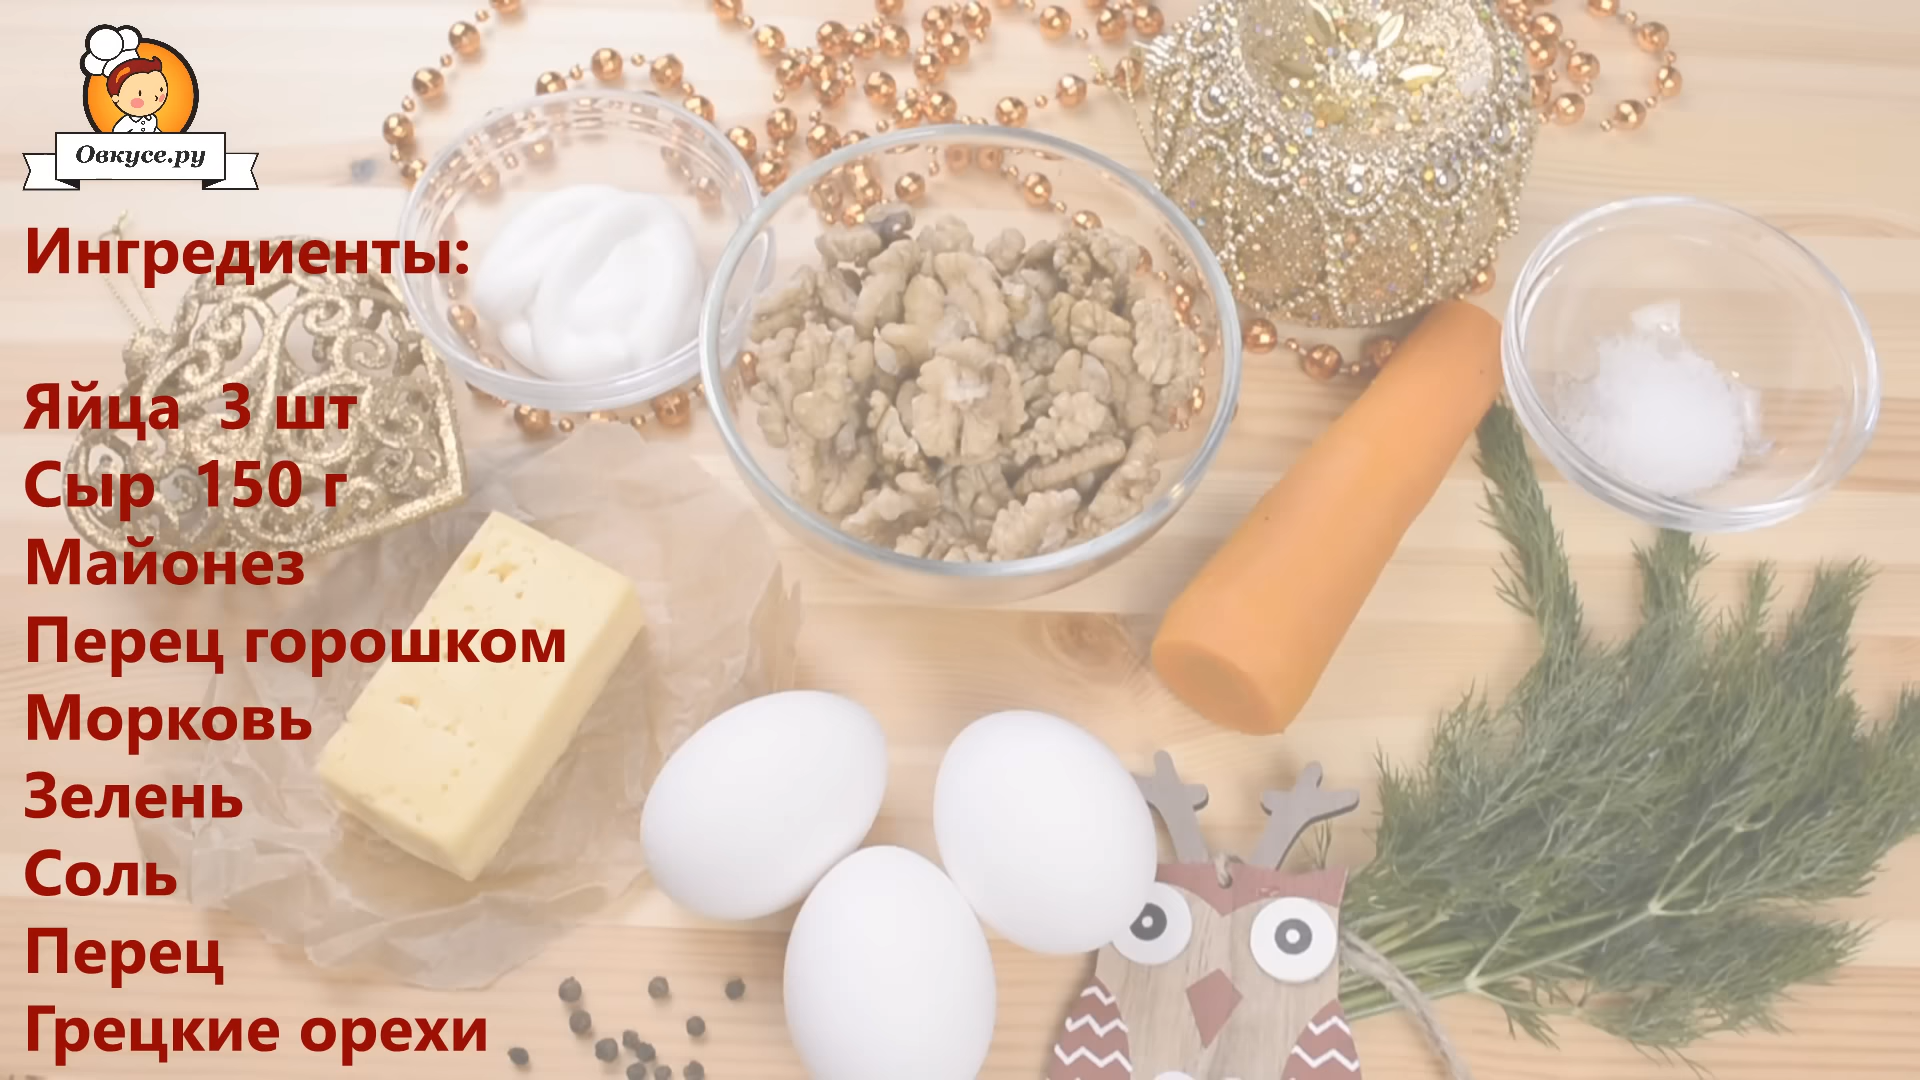 Овкусе.ру
Ингредиенты:
Яйца 3 шт
Сыр 150 г
Майонез
Перец горошком
Морковь
Зелень
Соль
Перец
Грецкие орехи